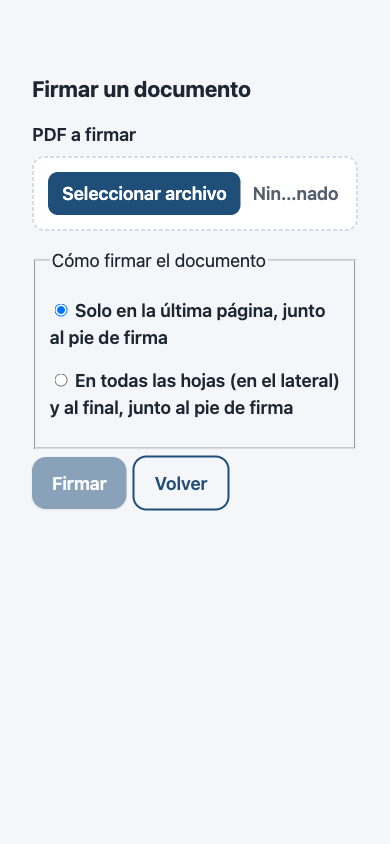 Firmar un documento
PDF a firmar
Seleccionar archivo Nin...nado
Cómo firmar el documento
Solo en la última página, junto
al pie de firma
En todas las hojas (en el lateral)
y al final, junto al pie de firma
Firmar Volver